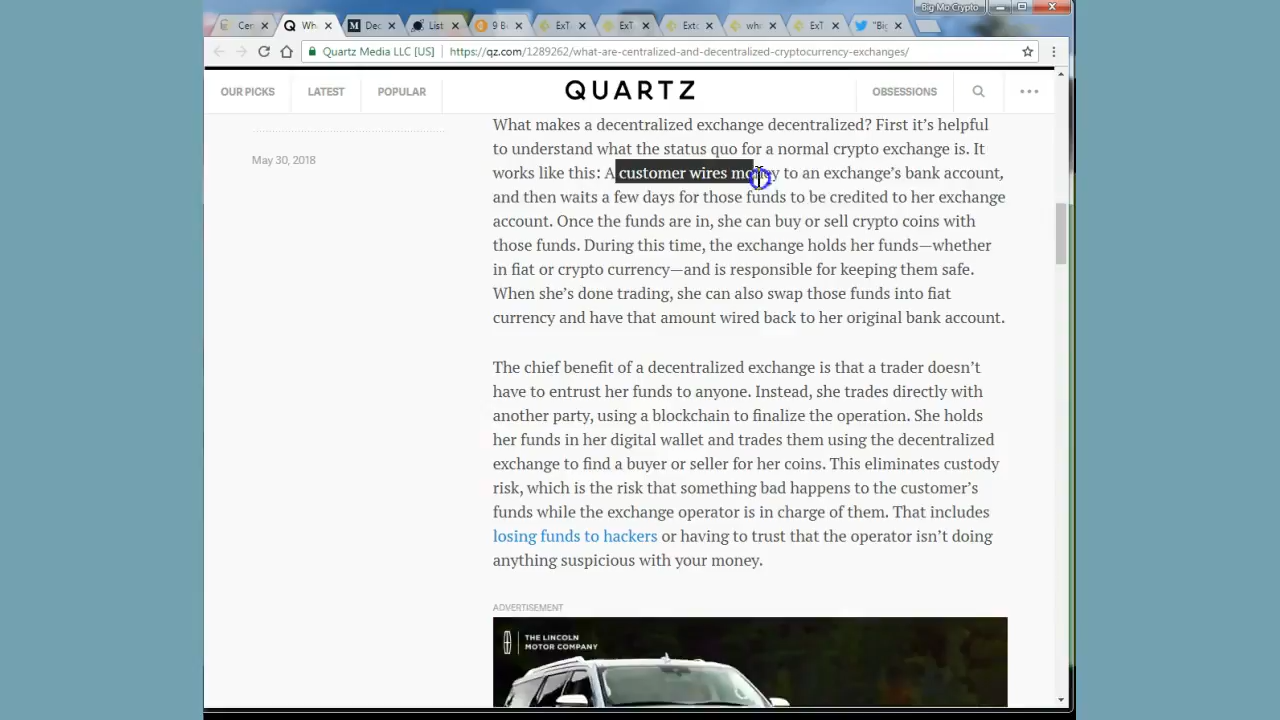 Big Mo Crypto
Cen
Wh
Dec
List
9 B
ExT
ExT
Extc
whi
ExT
"Big
Quartz Media LLC [US]
https://qz.com/1289262/what-are-centralized-and-decentralized-cryptocurrency-exchanges/
OUR PICKS
LATEST
POPULAR
QUARTZ
OBSESSIONS
May 30, 2018
What makes a decentralized exchange decentralized? First it’s helpful
to understand what the status quo for a normal crypto exchange is. It
works like this: A customer wires money to an exchange’s bank account,
and then waits a few days for those funds to be credited to her exchange
account. Once the funds are in, she can buy or sell crypto coins with
those funds. During this time, the exchange holds her funds—whether
in fiat or crypto currency—and is responsible for keeping them safe.
When she’s done trading, she can also swap those funds into fiat
currency and have that amount wired back to her original bank account.
The chief benefit of a decentralized exchange is that a trader doesn’t
have to entrust her funds to anyone. Instead, she trades directly with
another party, using a blockchain to finalize the operation. She holds
her funds in her digital wallet and trades them using the decentralized
exchange to find a buyer or seller for her coins. This eliminates custody
risk, which is the risk that something bad happens to the customer’s
funds while the exchange operator is in charge of them. That includes
losing funds to hackers or having to trust that the operator isn’t doing
anything suspicious with your money.
ADVERTISEMENT
THE LINCOLN
MOTOR COMPANY